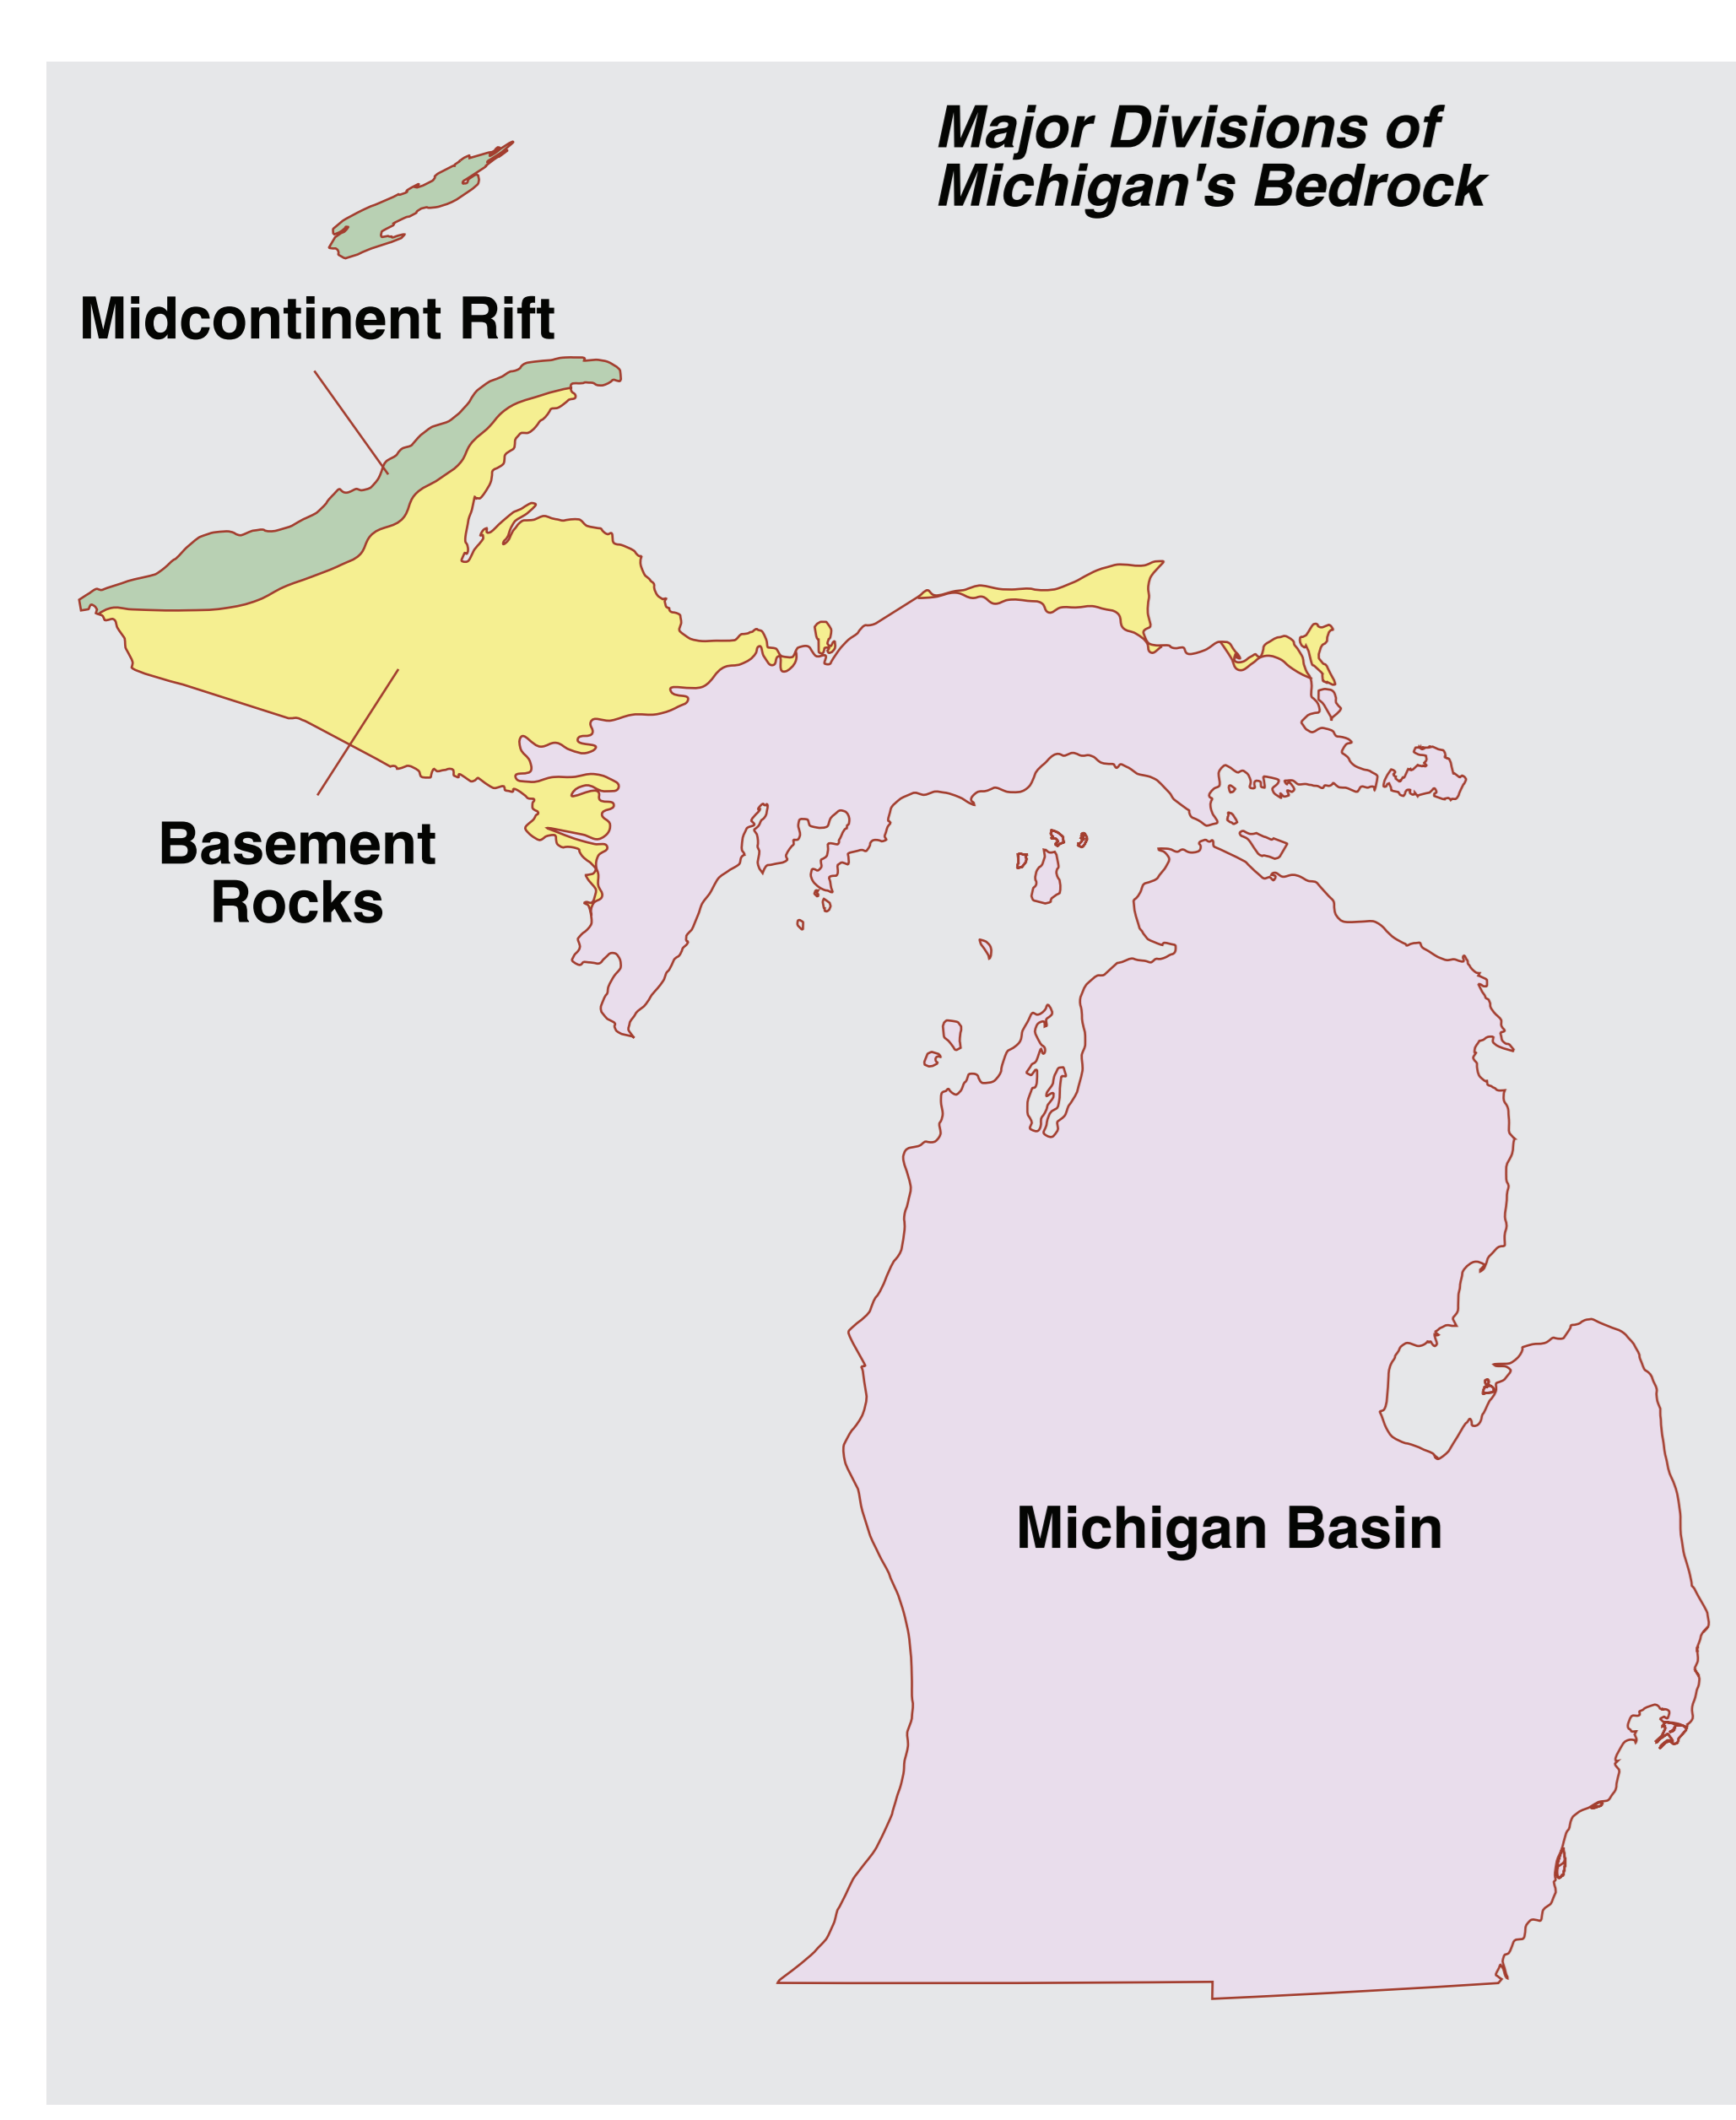 Major Divisions of
Michigan's Bedrock
Midcontinent Rift
Basement
Rocks
Michigan Basin